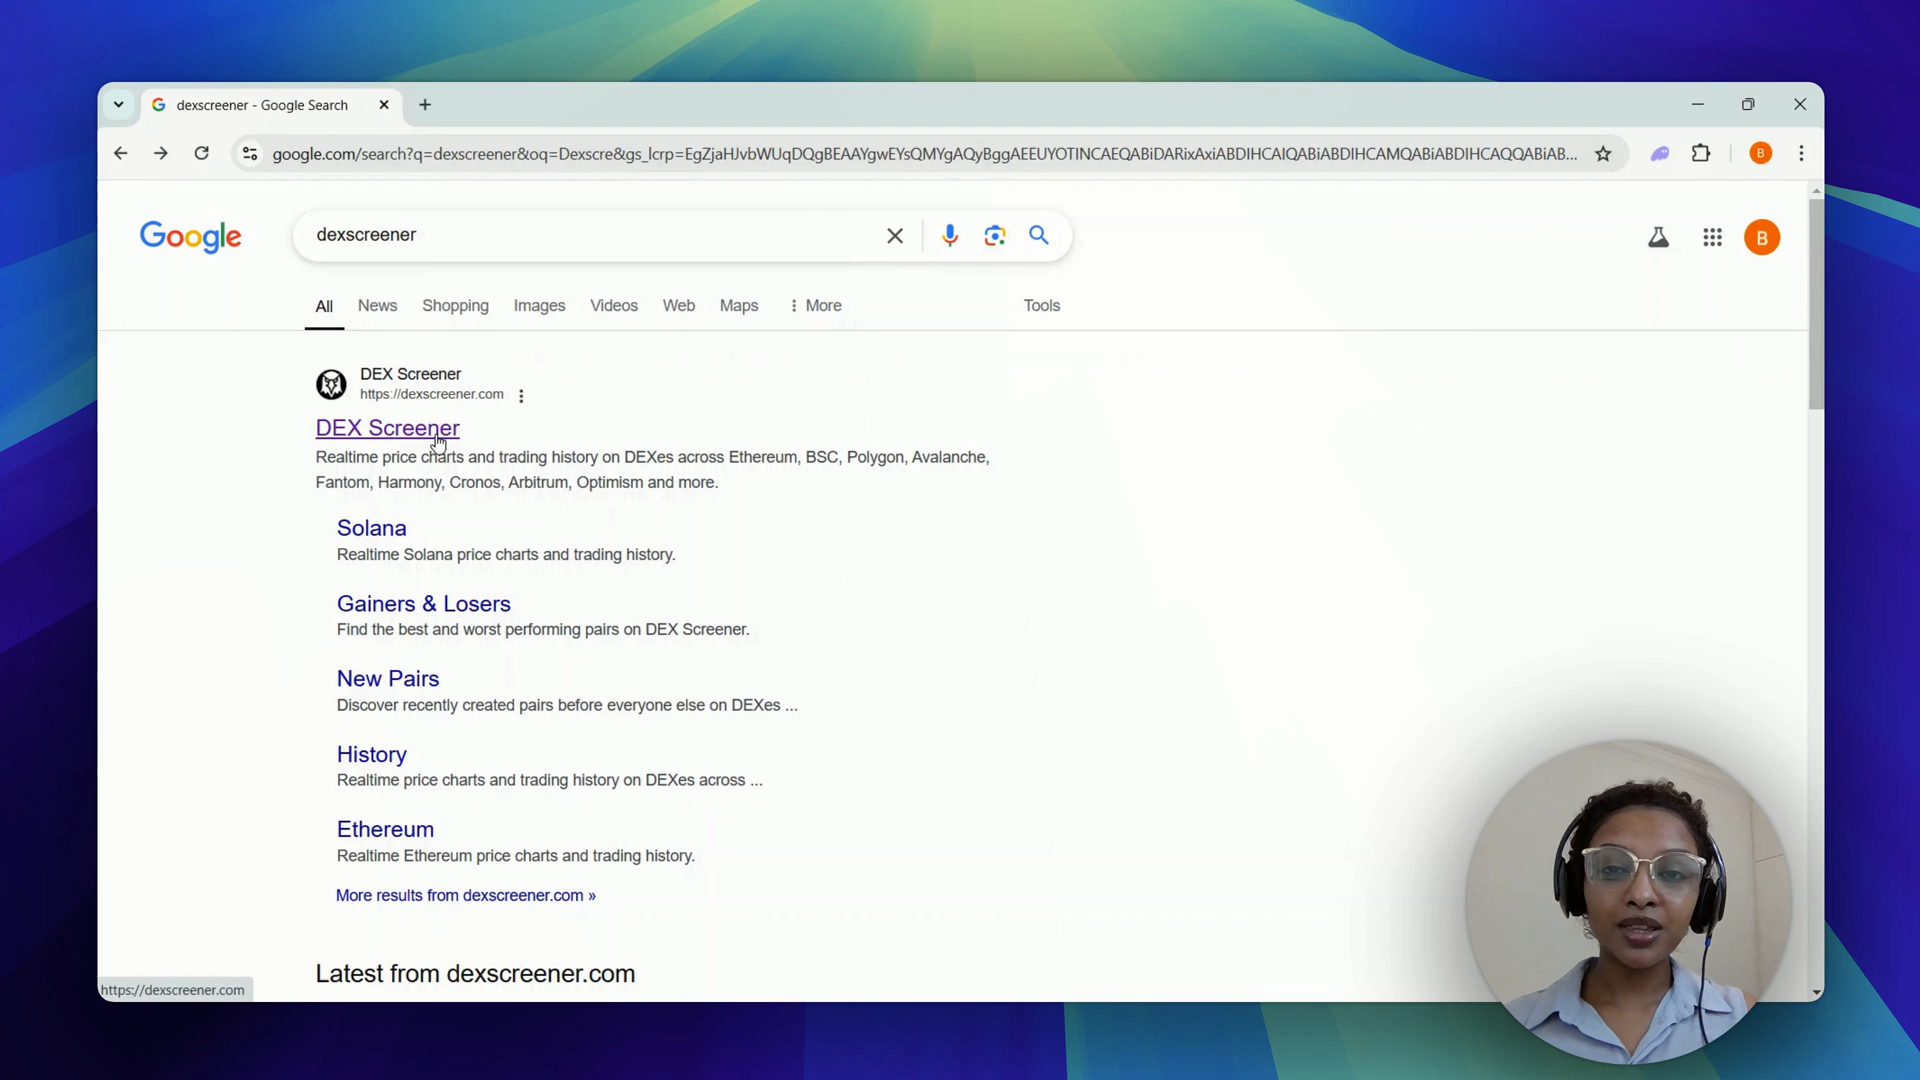 dexscreener - Google Search
google.com/search?q=dexscreener&oq=Dexscre&gs_lcrp=EgZjaHJvbWUqDQgBEAAYgwEYsQMYgAQyBggAEEUYOTINCAEQABiDARixAxiABDIHCAIQABiABDIHCAMQABiABDIHCAQQABiAB...
B
Google
dexscreener
B
All News Shopping Images Videos Web Maps More Tools
DEX Screener
https://dexscreener.com
DEX Screener
Realtime price charts and trading history on DEXes across Ethereum, BSC, Polygon, Avalanche,
Fantom, Harmony, Cronos, Arbitrum, Optimism and more.
Solana
Realtime Solana price charts and trading history.
Gainers & Losers
Find the best and worst performing pairs on DEX Screener.
New Pairs
Discover recently created pairs before everyone else on DEXes ...
History
Realtime price charts and trading history on DEXes across ...
Ethereum
Realtime Ethereum price charts and trading history.
More results from dexscreener.com »
Latest from dexscreener.com
https://dexscreener.com